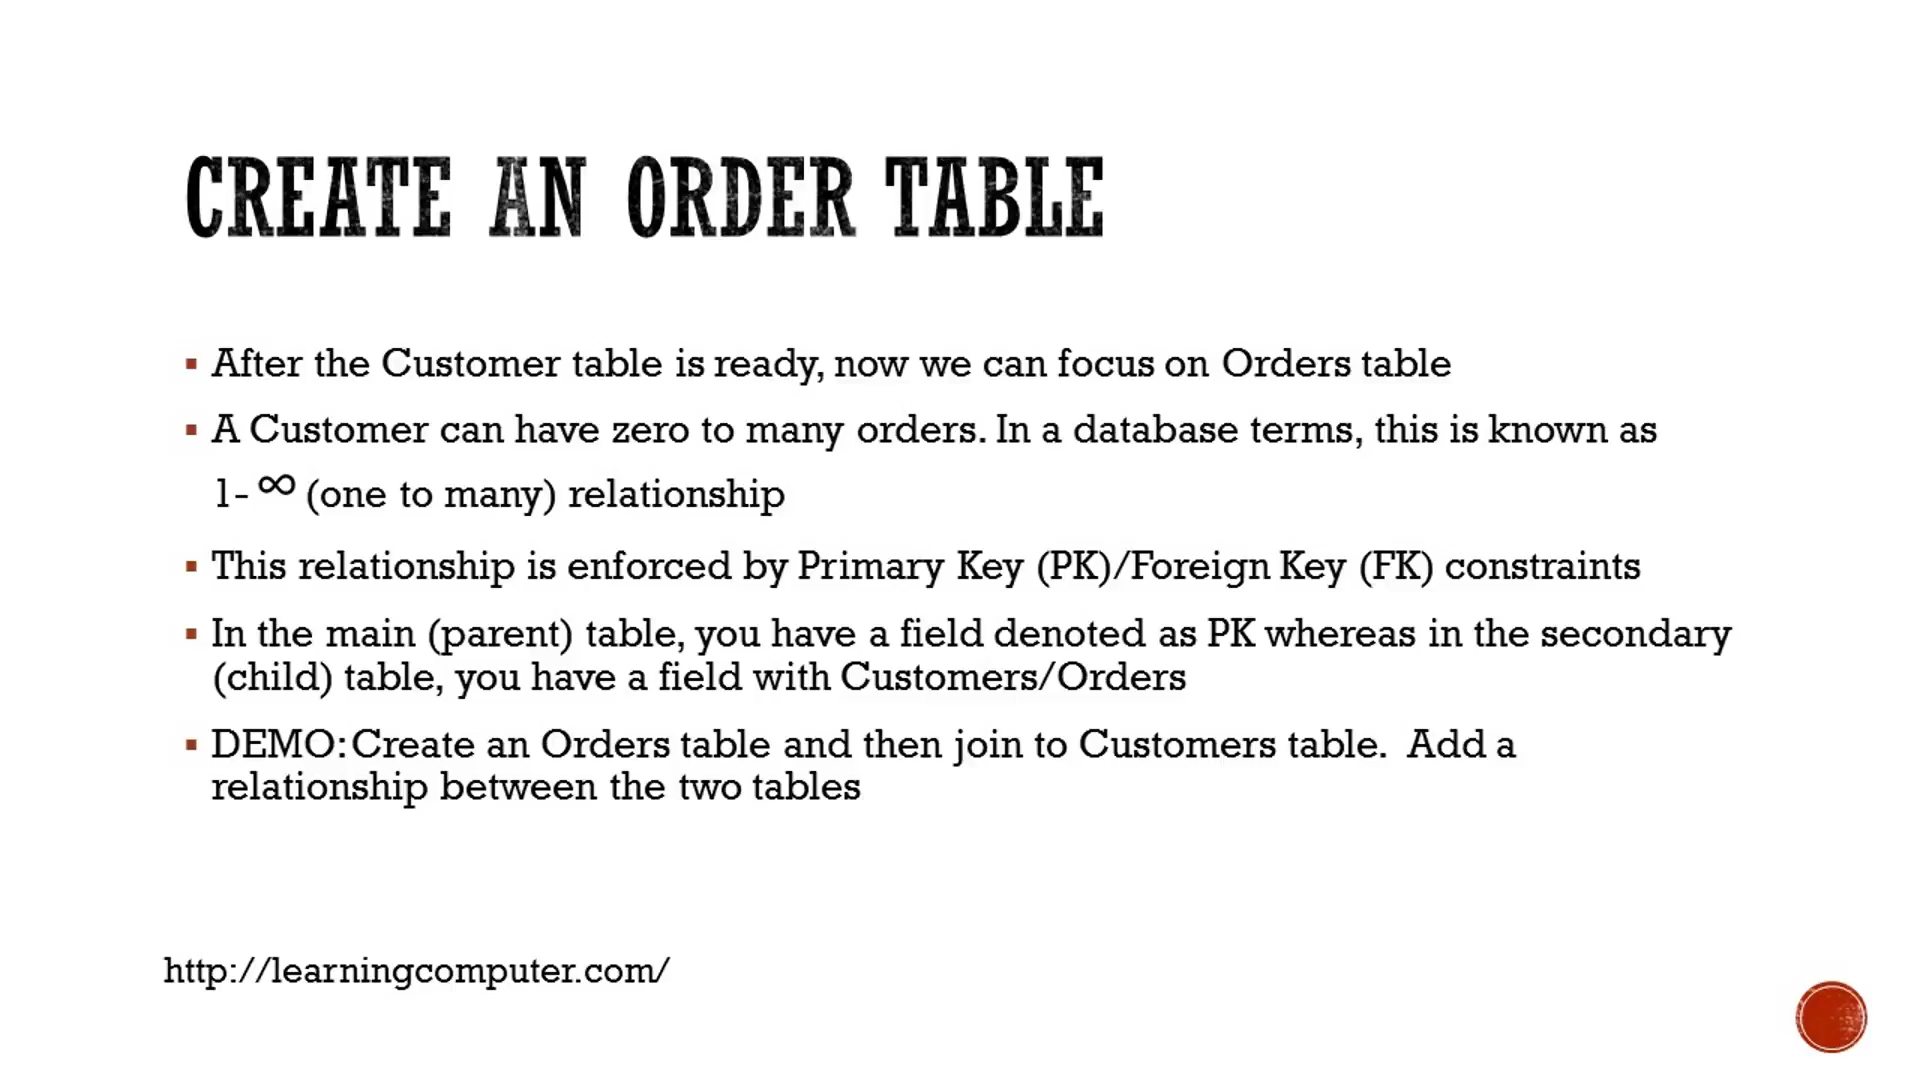 CREATE AN ORDER TABLE
▪ After the Customer table is ready, now we can focus on Orders table
▪ A Customer can have zero to many orders. In a database terms, this is known as
1- ∞ (one to many) relationship
▪ This relationship is enforced by Primary Key (PK)/Foreign Key (FK) constraints
▪ In the main (parent) table, you have a field denoted as PK whereas in the secondary
(child) table, you have a field with Customers/Orders
▪ DEMO: Create an Orders table and then join to Customers table. Add a
relationship between the two tables
http://learningcomputer.com/